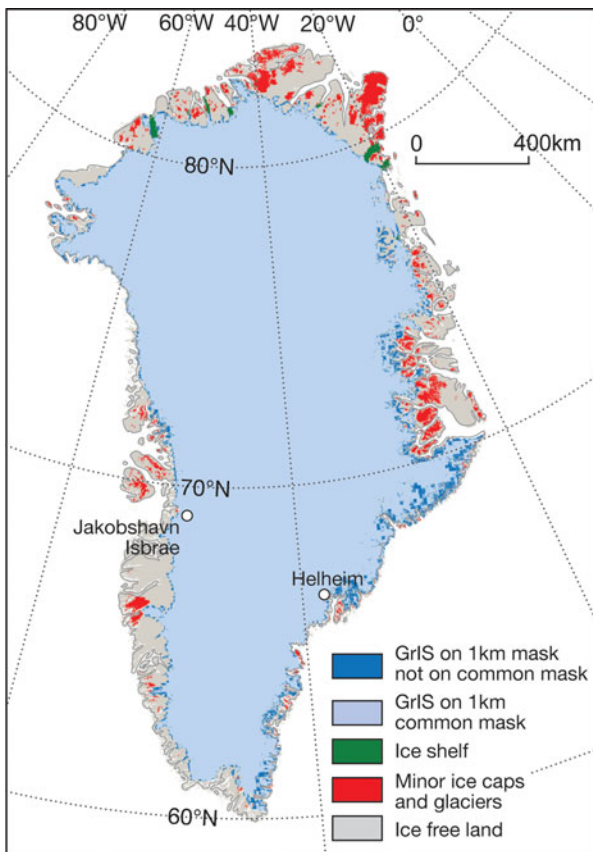 80°W
60°W
40°W
20°W
0°
0
400km
80°N
70°N
Jakobshavn
Isbrae
Helheim
GrIS on 1km mask
not on common mask
GrIS on 1km
common mask
Ice shelf
Minor ice caps
and glaciers
Ice free land
60°N